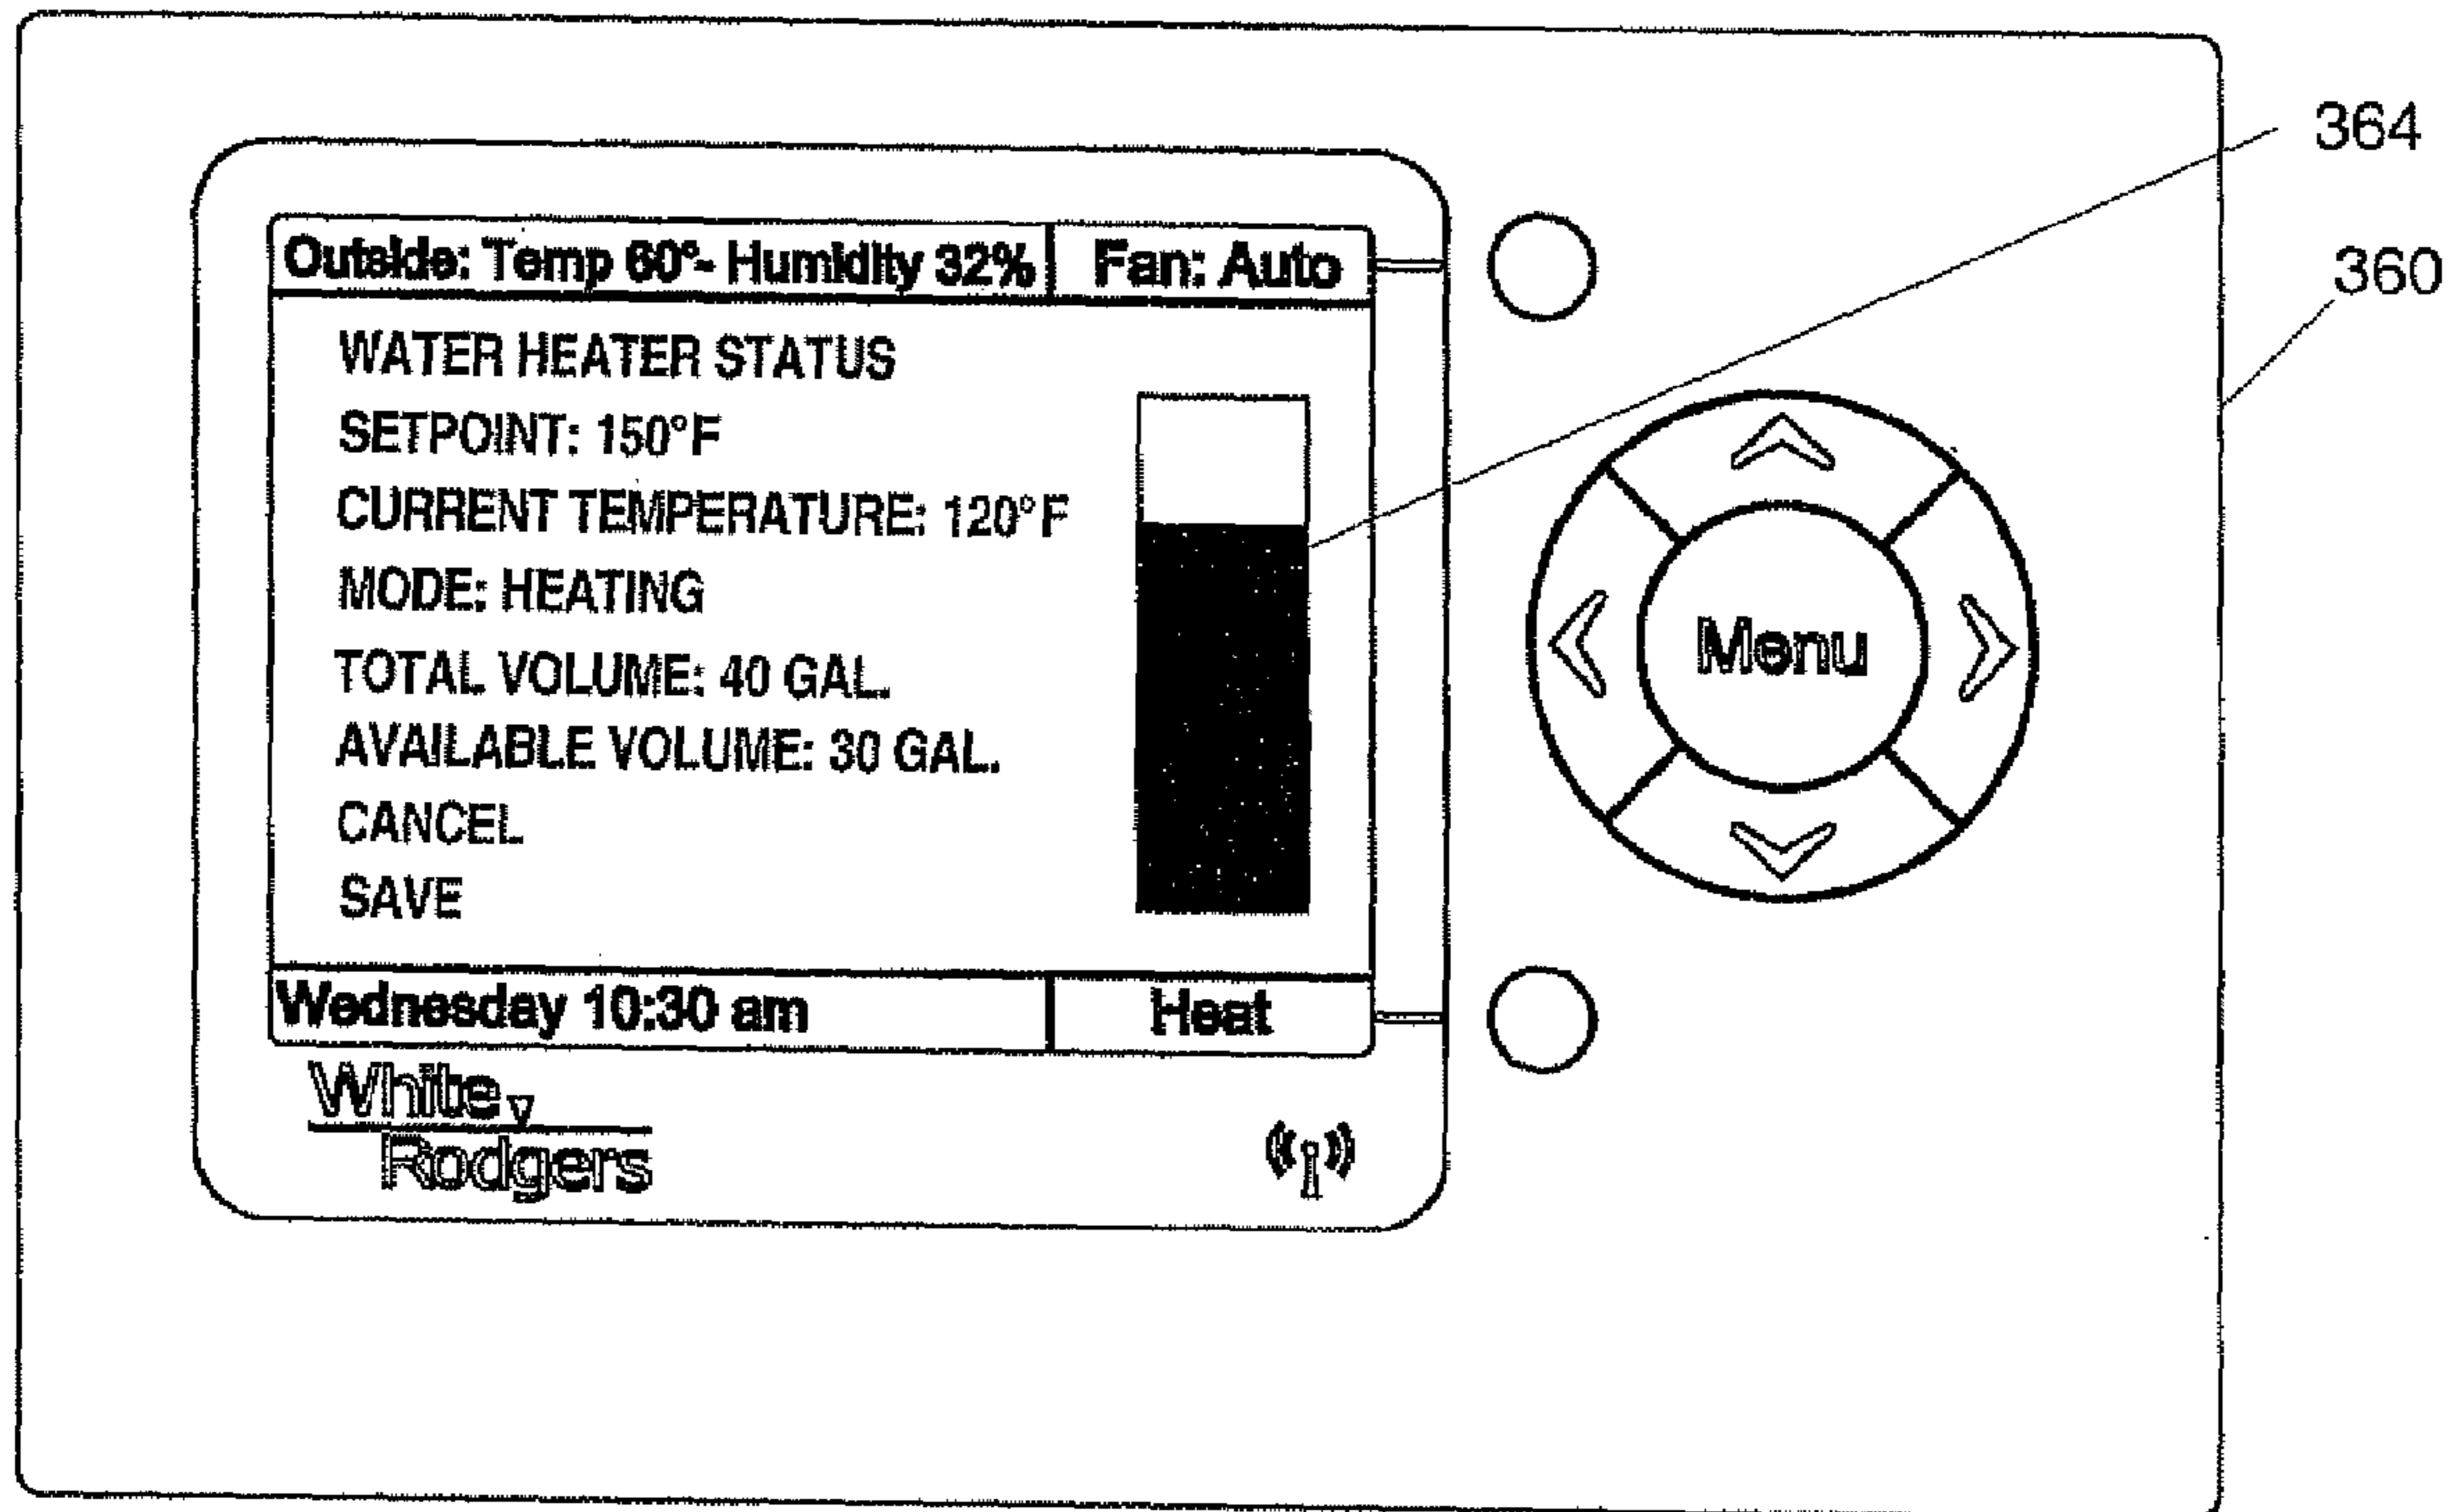 364
360
Outside: Temp 60°- Humidity 32%
Fan: Auto
WATER HEATER STATUS
SETPOINT: 150°F
CURRENT TEMPERATURE: 120°F
MODE: HEATING
TOTAL VOLUME: 40 GAL.
AVAILABLE VOLUME: 30 GAL.
CANCEL
SAVE
Menu
Wednesday 10:30 am
Heat
White
Rodgers